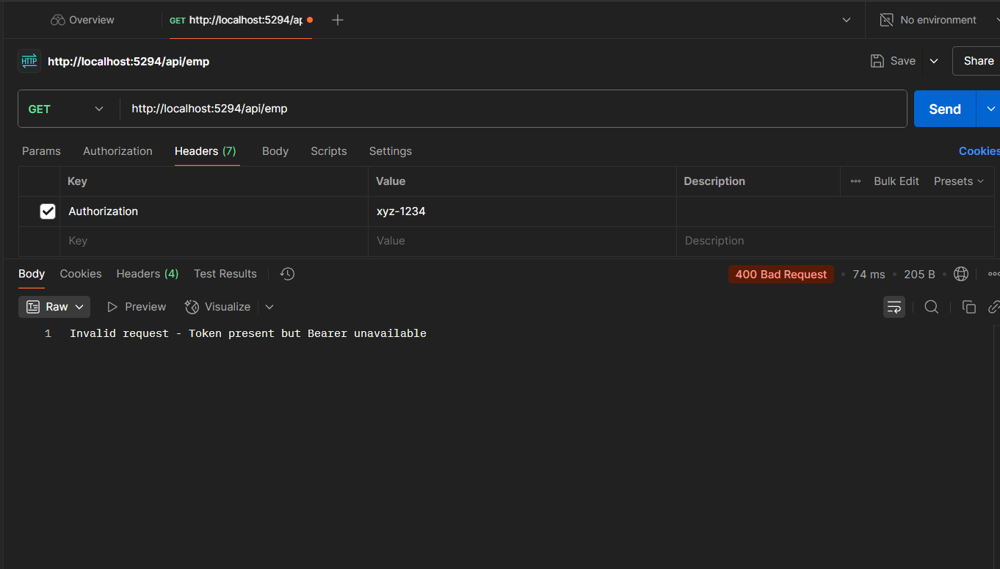 Overview GET http://localhost:5294/ap No environment
HTTP http://localhost:5294/api/emp Save Share
GET http://localhost:5294/api/emp Send
Params Authorization Headers (7) Body Scripts Settings Cookies
Key Value Description Bulk Edit Presets
Authorization xyz-1234
Key Value Description
Body Cookies Headers (4) Test Results 400 Bad Request 74 ms 205 B
Raw Preview Visualize
1 Invalid request - Token present but Bearer unavailable